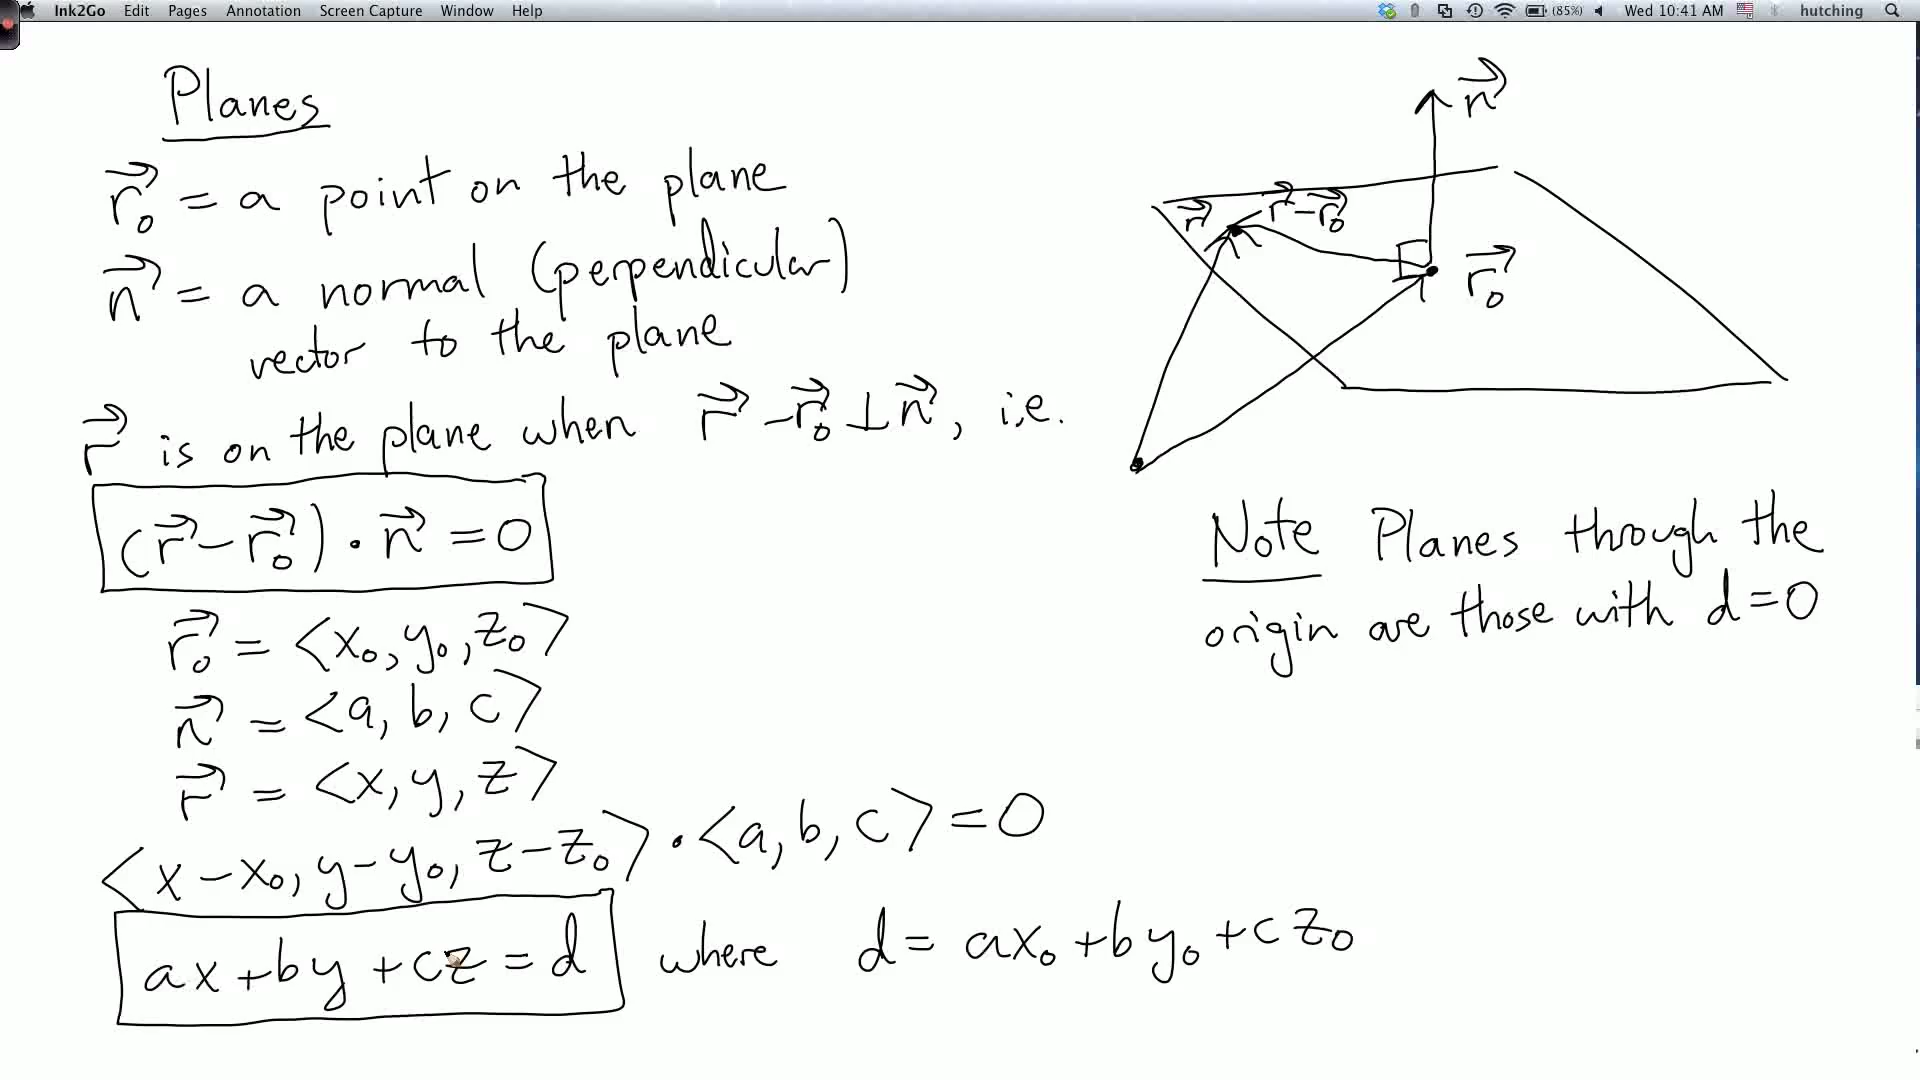 Ink2Go Edit Pages Annotation Screen Capture Window Help (85%) Wed 10:41 AM hutching
Planes
r⃗₀ = a point on the plane
n⃗ = a normal (perpendicular)
vector to the plane
r⃗ is on the plane when r⃗ - r⃗₀ ⊥ n⃗, i.e.
(r⃗ - r⃗₀) · n⃗ = 0
r⃗₀ = <x₀, y₀, z₀>
n⃗ = <a, b, c>
r⃗ = <x, y, z>
<x - x₀, y - y₀, z - z₀> · <a, b, c> = 0
ax + by + cz = d where d = ax₀ + by₀ + cz₀
n⃗
r⃗ r⃗ - r⃗₀
r⃗₀
Note Planes through the
origin are those with d = 0